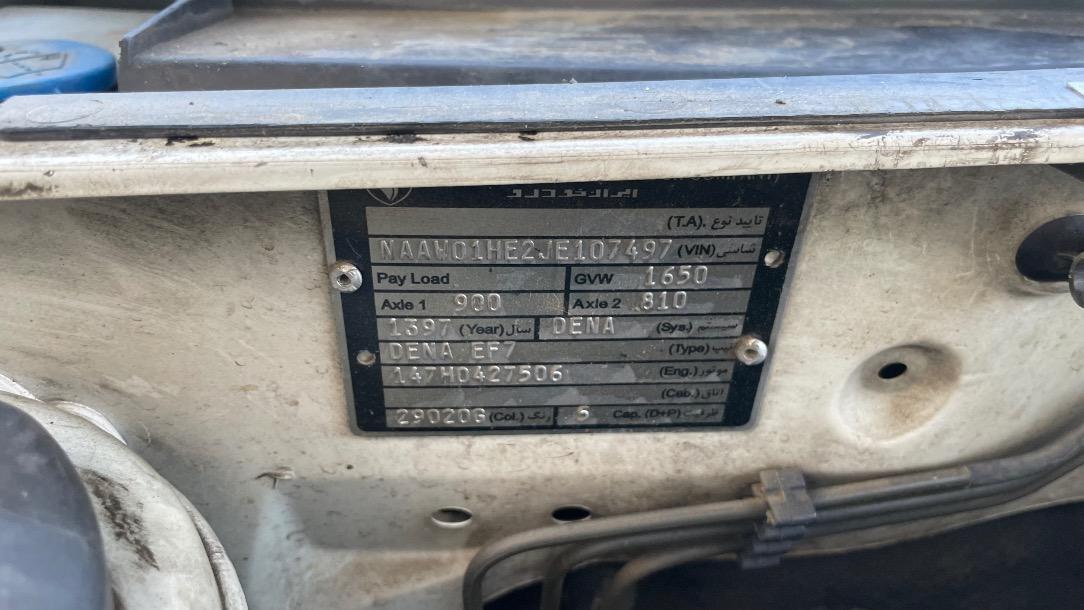 ایران خودرو
تایید نوع .(T.A)
NAAW01HE2JE107497 (VIN) شاسی
Pay Load GVW 1650
Axle 1 900 Axle 2 810
1397 (Year) سال DENA (Sys.) سیستم
DENA EF7 (Type) تیپ
147H0427506 (Eng.) موتور
(Cab.) اتاق
29020G (Col.) رنگ 5 Cap. (D+P) ظرفیت